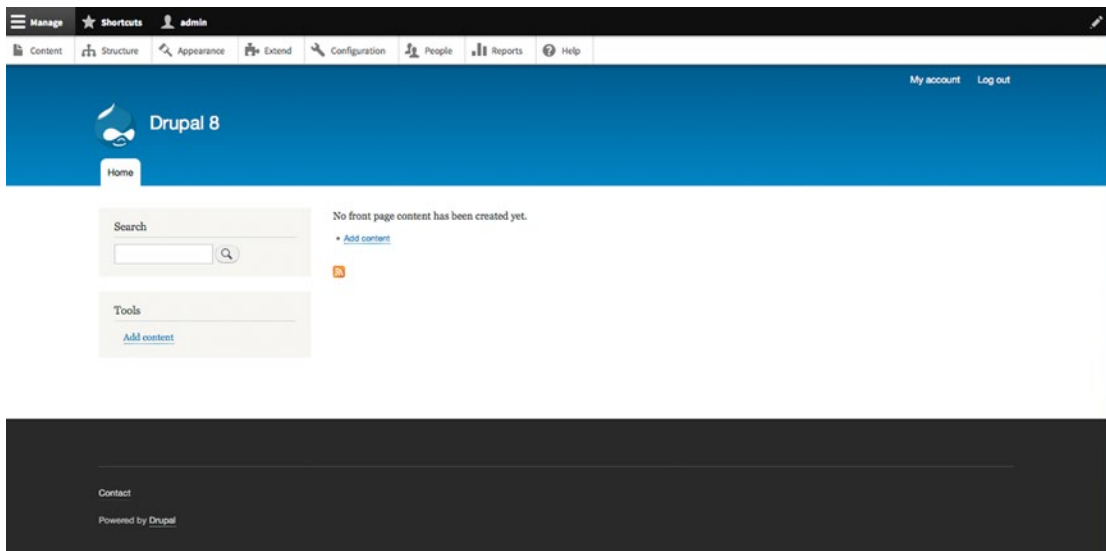 Manage Shortcuts admin
Content Structure Appearance Extend Configuration People Reports Help
My account Log out
Drupal 8
Home
Search
No front page content has been created yet.
Add content
Tools
Add content
Contact
Powered by Drupal